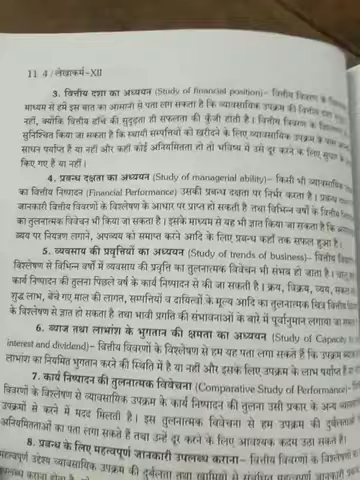 11 4 / लेखाकर्म-XII
3. वित्तीय दशा का अध्ययन (Study of financial position)– वित्तीय विवरण के
माध्यम से हमें इस बात का आसानी से पता लग सकता है कि व्यावसायिक उपक्रम की वित्तीय दशा
नहीं, क्योंकि वित्तीय ढाँचे की सुदृढ़ता ही सफलता की कुँजी होती है। वित्तीय विवरण के
सुनिश्चित किया जा सकता है कि स्थायी सम्पत्तियों को खरीदने के लिए व्यावसायिक उपक्रम के पास
साधन पर्याप्त हैं या नहीं और कहीं कोई अनियमितता हो तो भविष्य में उसे दूर करने के लिए सुधार
किए गए हैं या नहीं।
4. प्रबन्ध दक्षता का अध्ययन (Study of managerial ability)– किसी भी व्यावसायिक
का वित्तीय निष्पादन (Financial Performance) उसकी प्रबन्ध दक्षता पर निर्भर करता है। प्रबन्ध
जानकारी वित्तीय विवरणों के विश्लेषण के आधार पर प्राप्त हो सकती है तथा विभिन्न वर्षों के वित्तीय
का तुलनात्मक विवेचन भी किया जा सकता है। इसके माध्यम से यह भी ज्ञात किया जा सकता है कि
व्यय पर नियंत्रण लगाने, अपव्यय को समाप्त करने आदि के लिए प्रबन्ध कहाँ तक सफल हुआ है।
5. व्यवसाय की प्रवृत्तियों का अध्ययन (Study of trends of business)– वित्तीय
विश्लेषण से विभिन्न वर्षों में व्यवसाय की प्रवृति का तुलनात्मक विवेचन भी संभव हो जाता है।
कार्य निष्पादन की तुलना पिछले वर्ष के कार्य निष्पादन से की जा सकती है। क्रय, विक्रय, व्यय,
शुद्ध लाभ, बेचे गए माल की लागत, सम्पत्तियों व दायित्वों के मूल्य आदि का तुलनात्मक चित्र वित्तीय
के विश्लेषण से ज्ञात हो सकता है तथा भावी प्रगति की संभावनाओं के बारे में पूर्वानुमान लगाया जा
6. ब्याज तथा लाभांश के भुगतान की क्षमता का अध्ययन (Study of Capacity to
interest and dividend)– वित्तीय विवरणों के विश्लेषण से हम यह पता लगा सकते हैं कि उपक्रम
लाभांश का नियमित भुगतान करने की स्थिति में है या नहीं और इसके लिए उपक्रम के लाभ पर्याप्त हैं या
7. कार्य निष्पादन की तुलनात्मक विवेचना (Comparative Study of Performance)–
विवरणों के विश्लेषण से व्यावसायिक उपक्रम के कार्य निष्पादन की तुलना उसी प्रकार के अन्य
उपक्रमों से करने में मदद मिलती है। इस तुलनात्मक विवेचना से हम उपक्रम की दुर्बलताओं
अनियमितताओं का पता लगा सकते हैं तथा उन्हें दूर करने के लिए आवश्यक कदम उठा सकते हैं।
8. प्रबन्ध के लिए महत्वपूर्ण जानकारी उपलब्ध कराना– वित्तीय विवरणों के विश्लेषण
महत्वपूर्ण उद्देश्य व्यावसायिक उपक्रम की दुर्बलता तथा खामियों से सम्बंधित